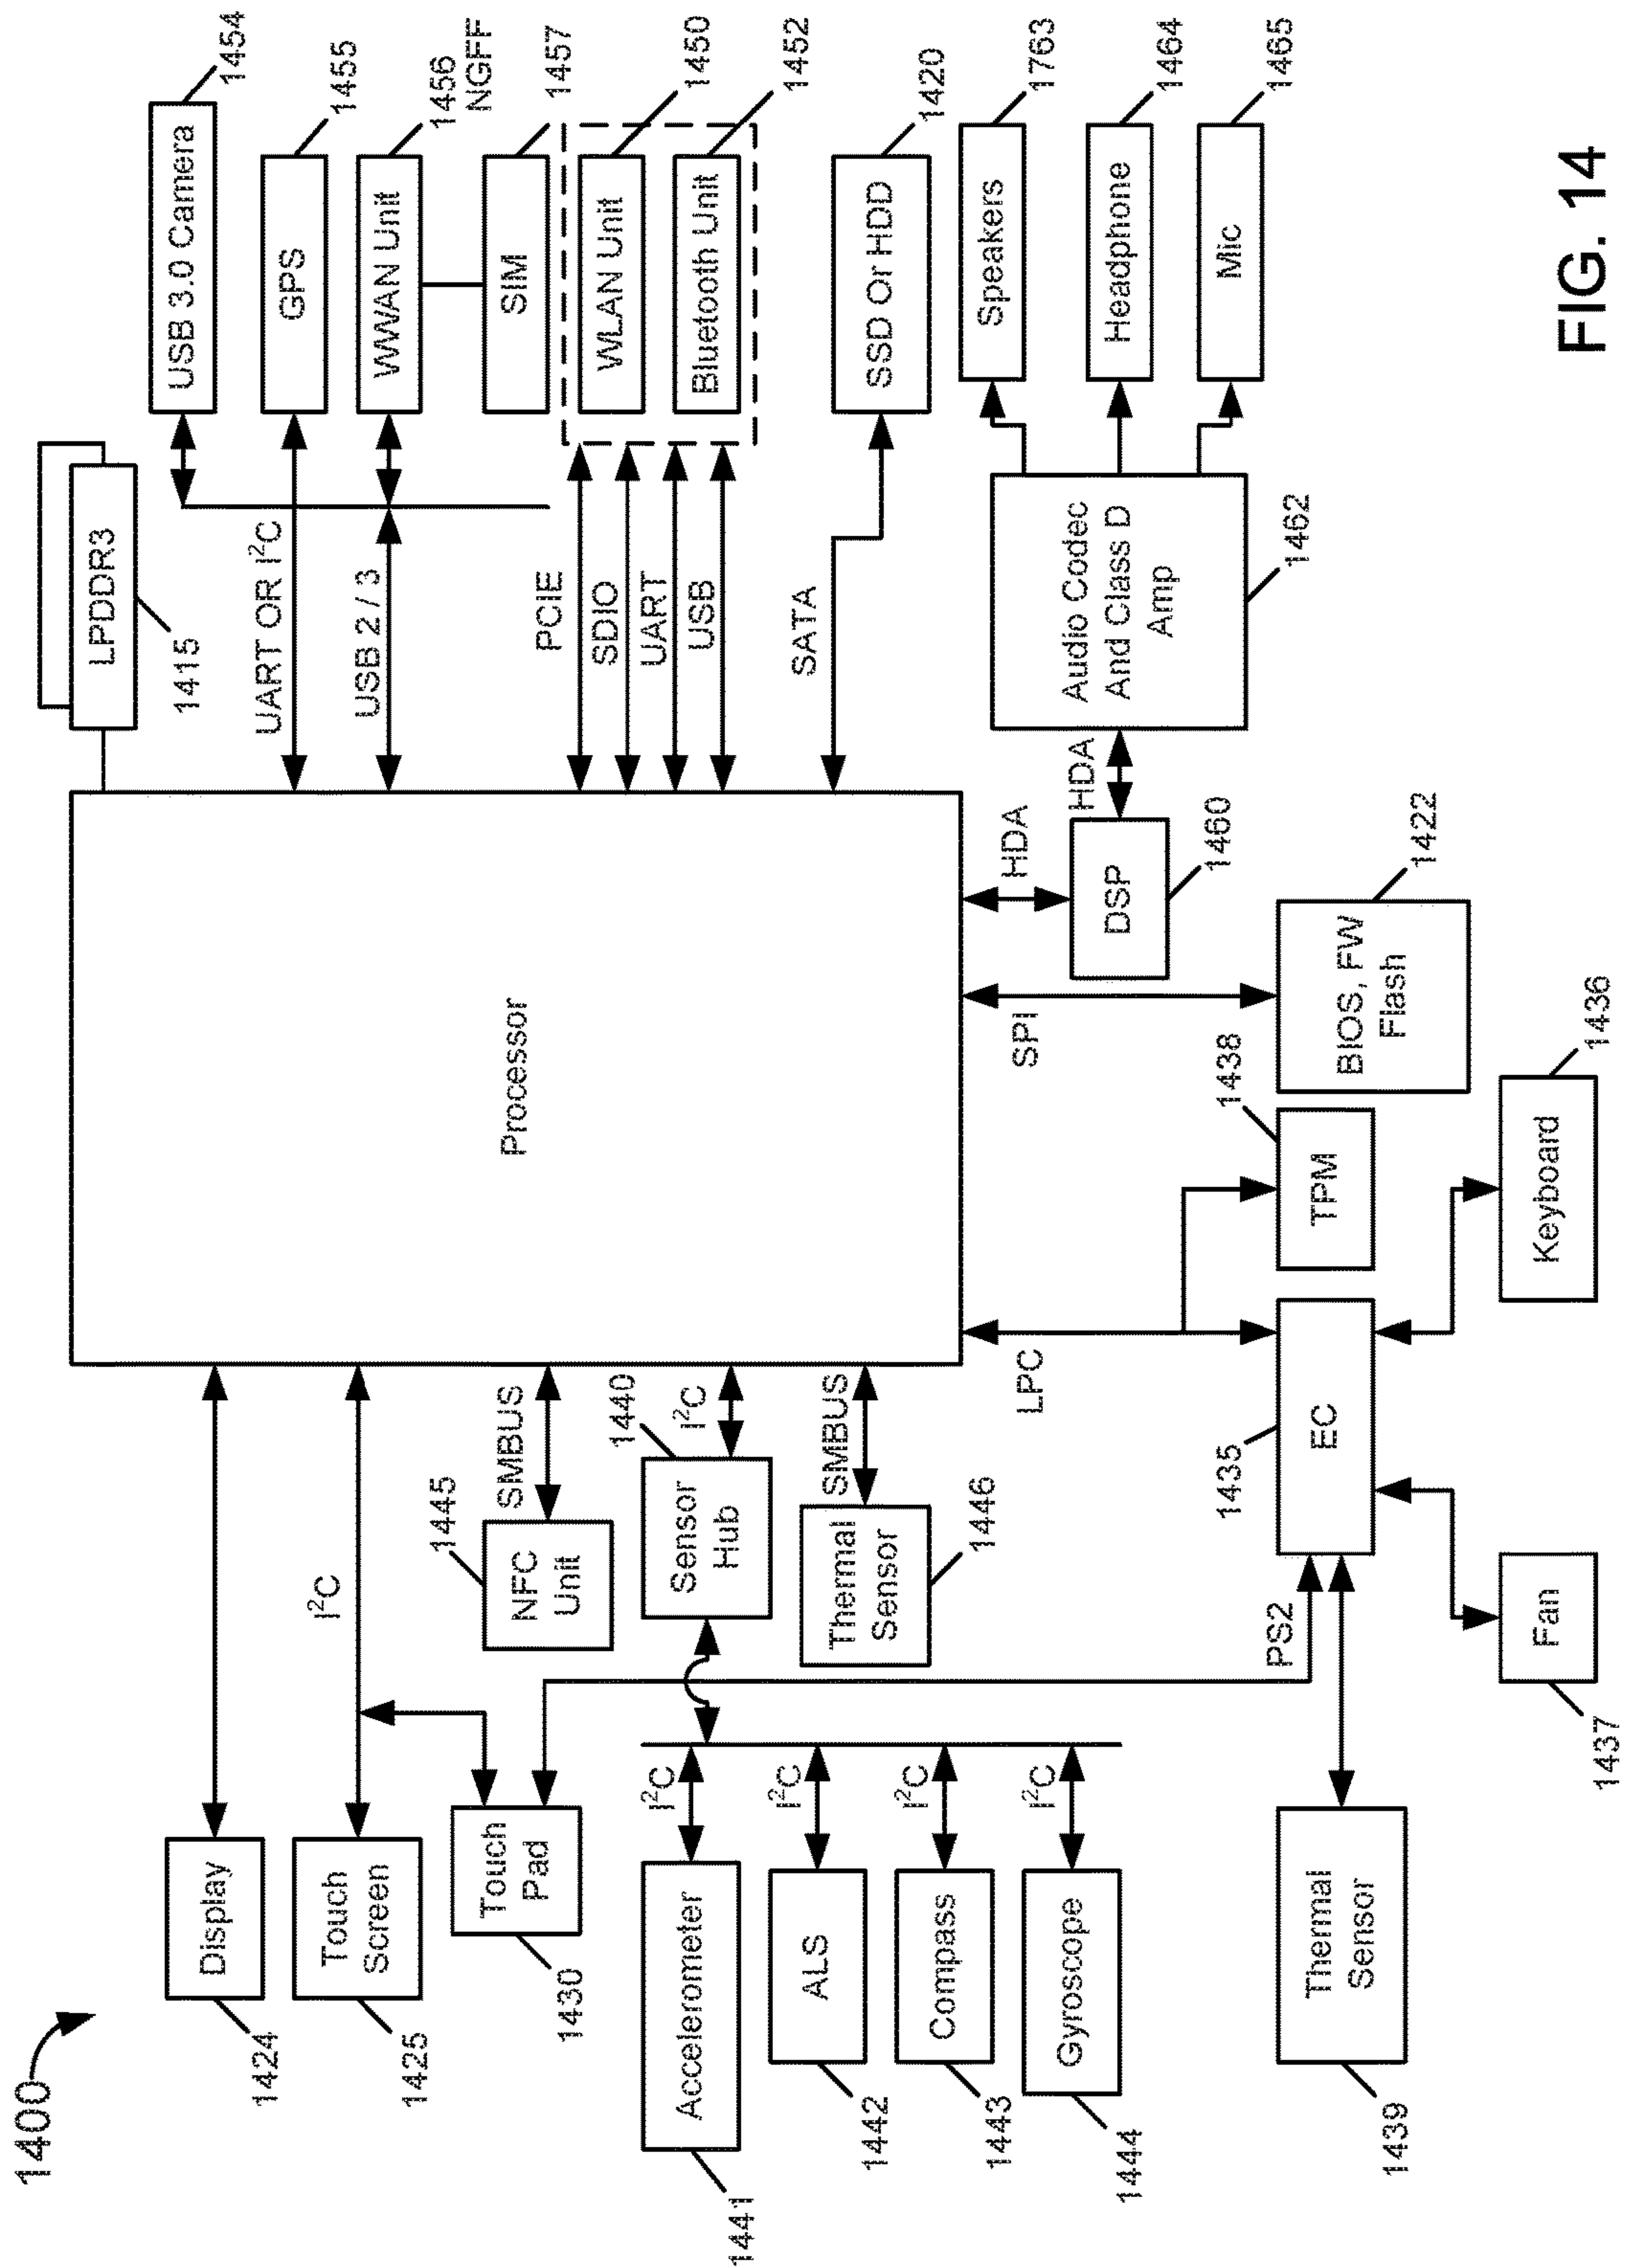 1400
Display
1424
I²C
Touch
Screen
1425
Touch
Pad
1430
SMBUS
NFC
Unit
1445
I²C
Sensor
Hub
1440
SMBUS
Thermal
Sensor
1446
I²C
Accelerometer
1441
I²C
ALS
1442
I²C
Compass
1443
I²C
Gyroscope
1444
Thermal
Sensor
1439
PS2
Fan
1437
EC
1435
LPC
TPM
1438
Keyboard
1436
SPI
BIOS, FW
Flash
1422
Processor
LPDDR3
1415
UART OR I²C
USB 2 / 3
PCIE
SDIO
UART
USB
SATA
HDA
DSP
1460
HDA
Audio Codec
And Class D
Amp
1462
USB 3.0 Camera
1454
GPS
1455
WWAN Unit
1456
NGFF
SIM
1457
WLAN Unit
1450
Bluetooth Unit
1452
SSD Or HDD
1420
Speakers
1763
Headphone
1464
Mic
1465
FIG. 14